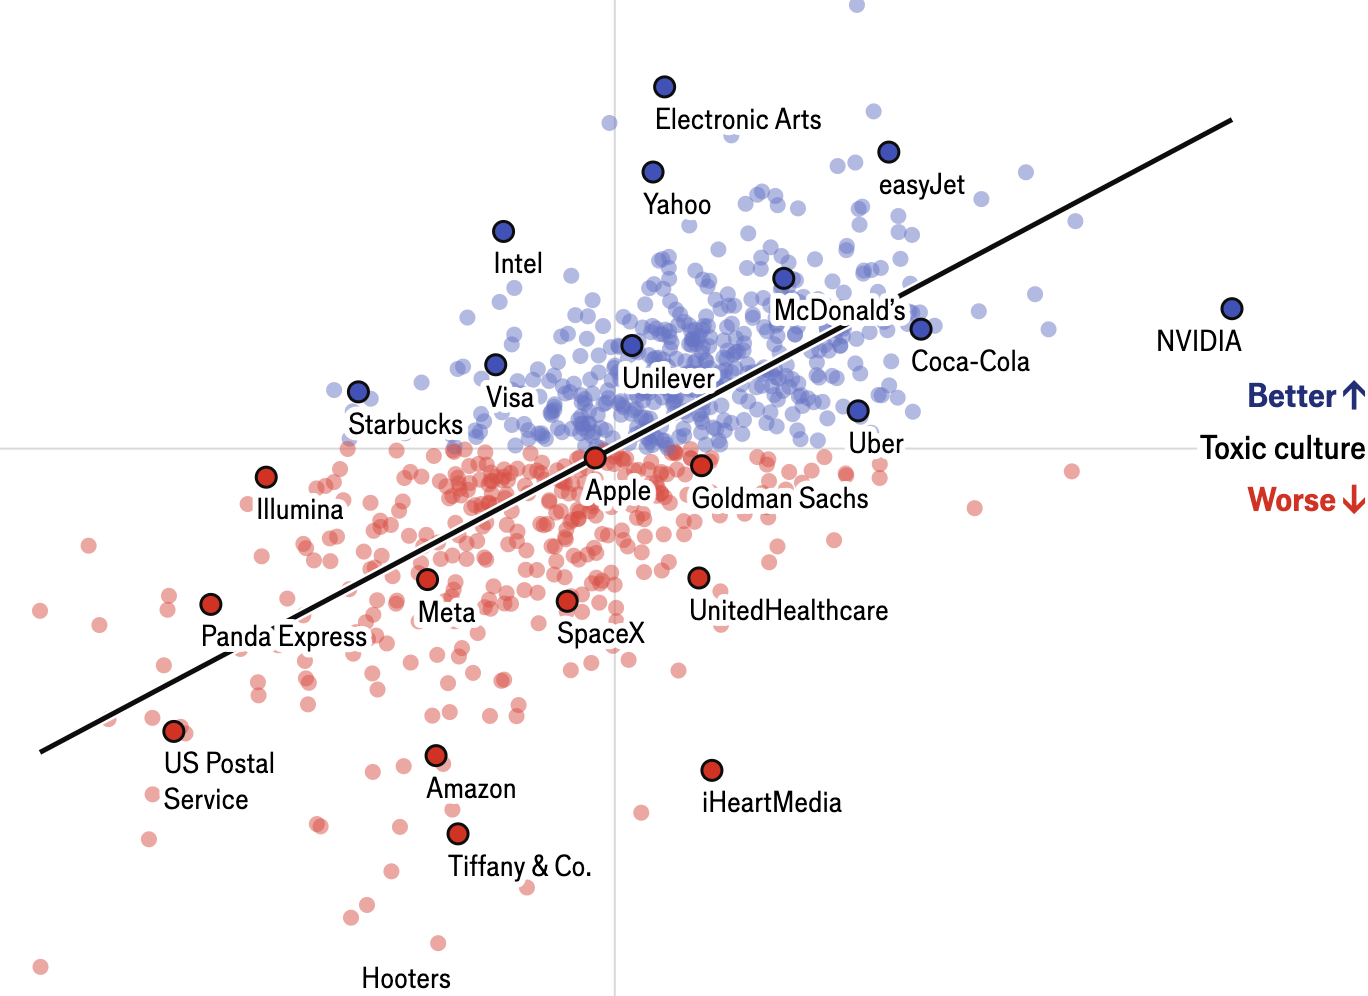 Electronic Arts
easyJet
Yahoo
Intel
McDonald's
NVIDIA
Coca-Cola
Unilever
Visa
Better ↑
Starbucks
Uber
Toxic culture
Apple
Goldman Sachs
Worse ↓
Illumina
Meta
UnitedHealthcare
SpaceX
Panda Express
US Postal
Service
Amazon
iHeartMedia
Tiffany & Co.
Hooters